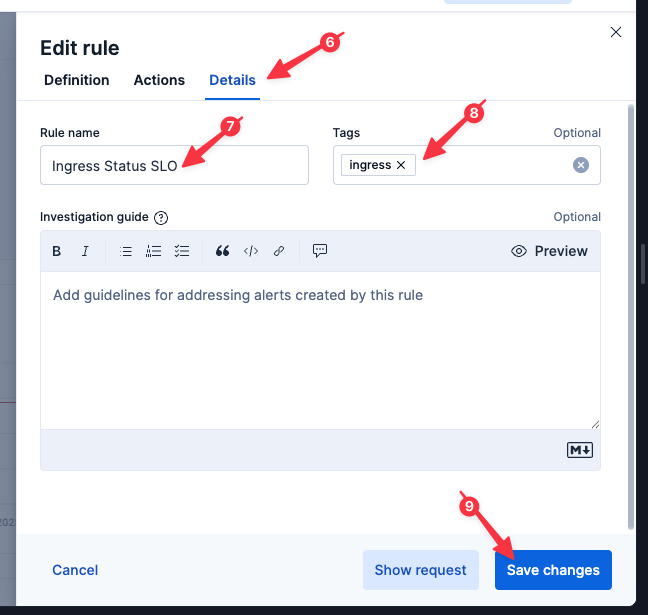 Edit rule
6
Definition Actions Details
7
8
Rule name
Tags Optional
Ingress Status SLO
ingress
Investigation guide ? Optional
B I Preview
Add guidelines for addressing alerts created by this rule
M
202
9
Cancel Show request Save changes